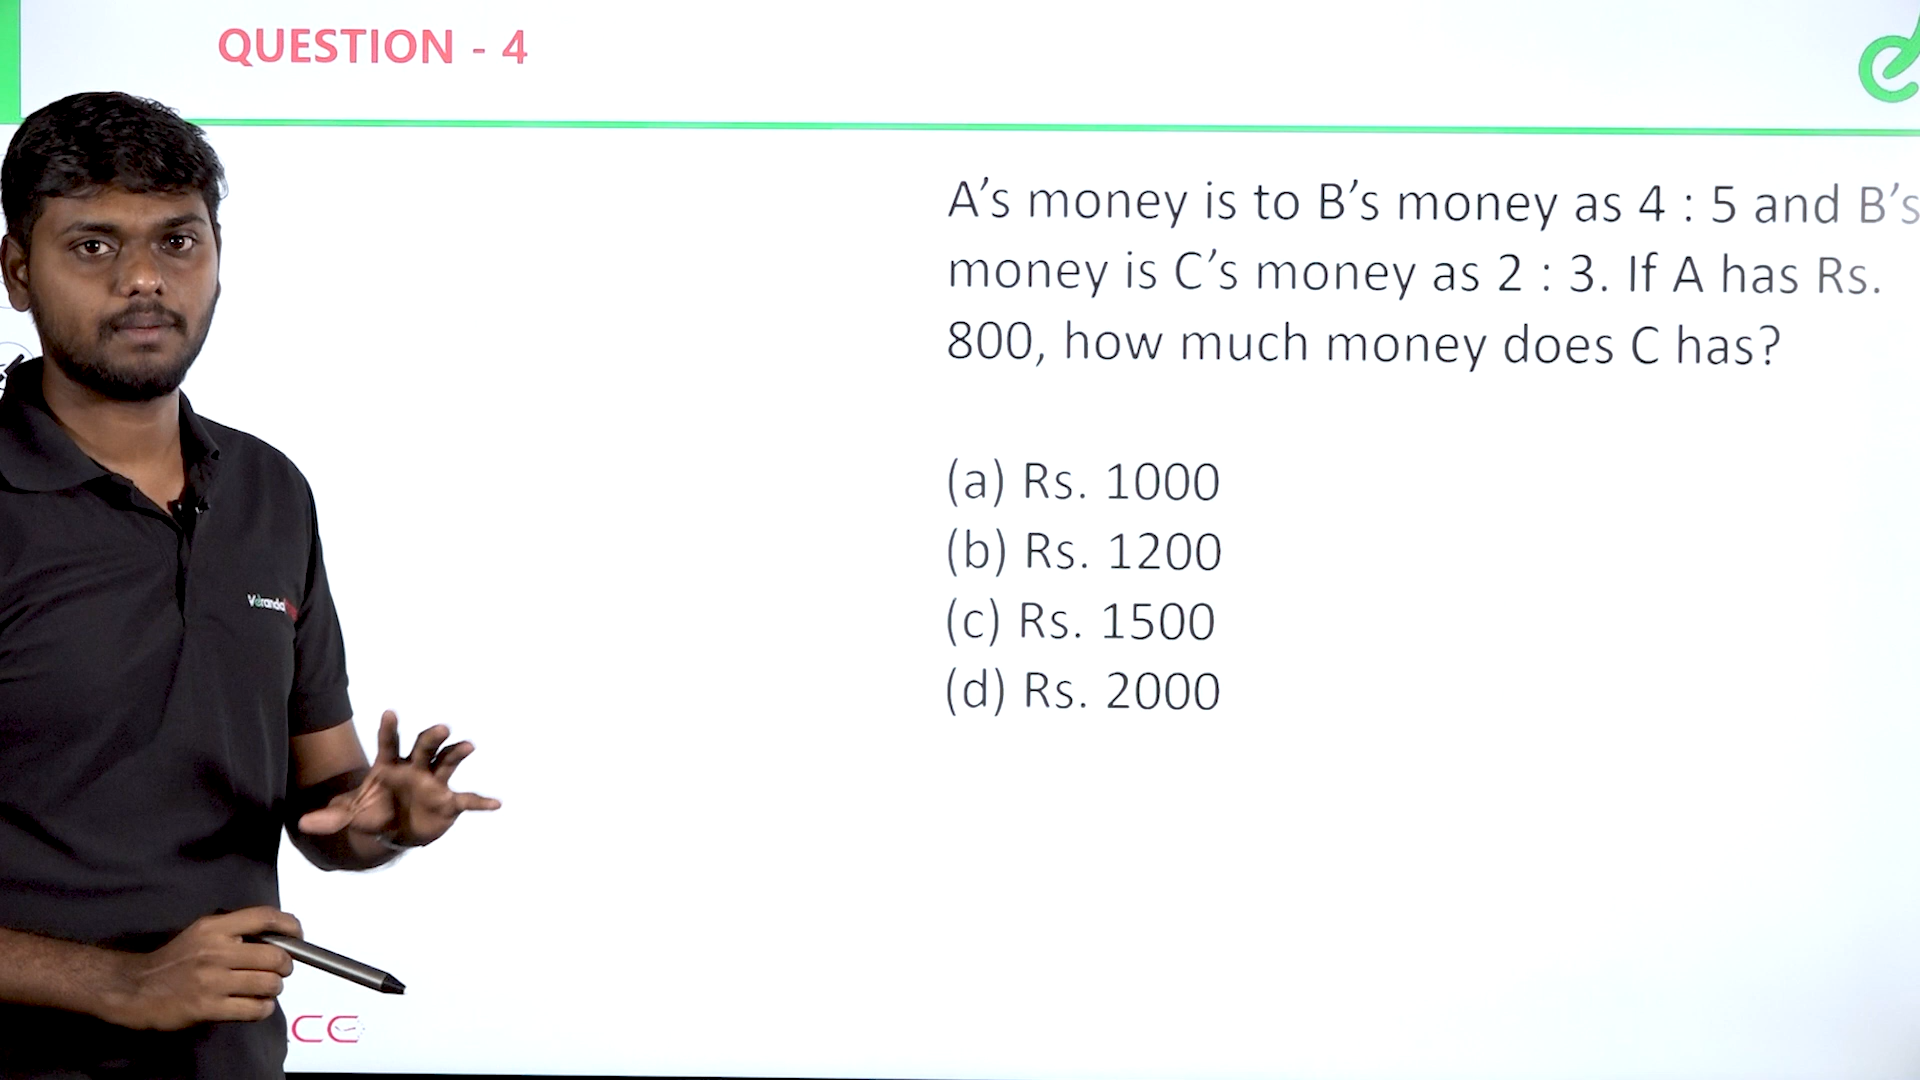 QUESTION - 4
A's money is to B's money as 4 : 5 and B's
money is C's money as 2 : 3. If A has Rs.
800, how much money does C has?
(a) Rs. 1000
(b) Rs. 1200
(c) Rs. 1500
(d) Rs. 2000
Veranda